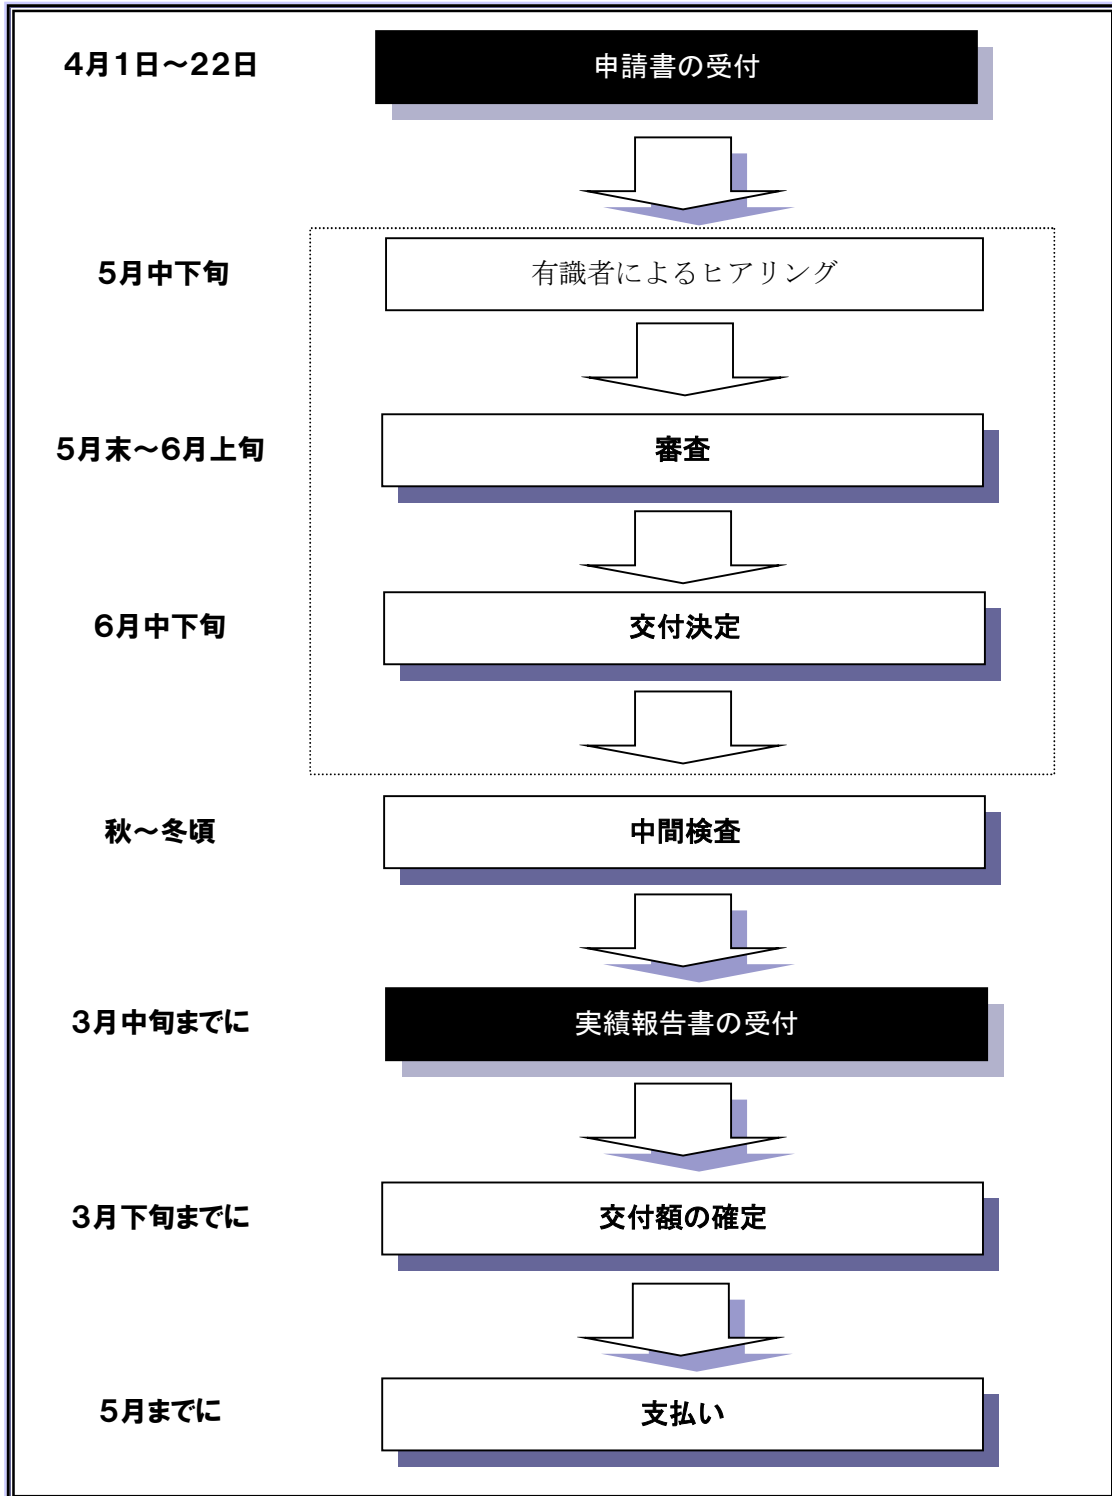 4月1日~22日
申請書の受付
5月中下旬
有識者によるヒアリング
5月末~6月上旬
審査
6月中下旬
交付決定
秋~冬頃
中間検査
3月中旬までに
実績報告書の受付
3月下旬までに
交付額の確定
5月までに
支払い